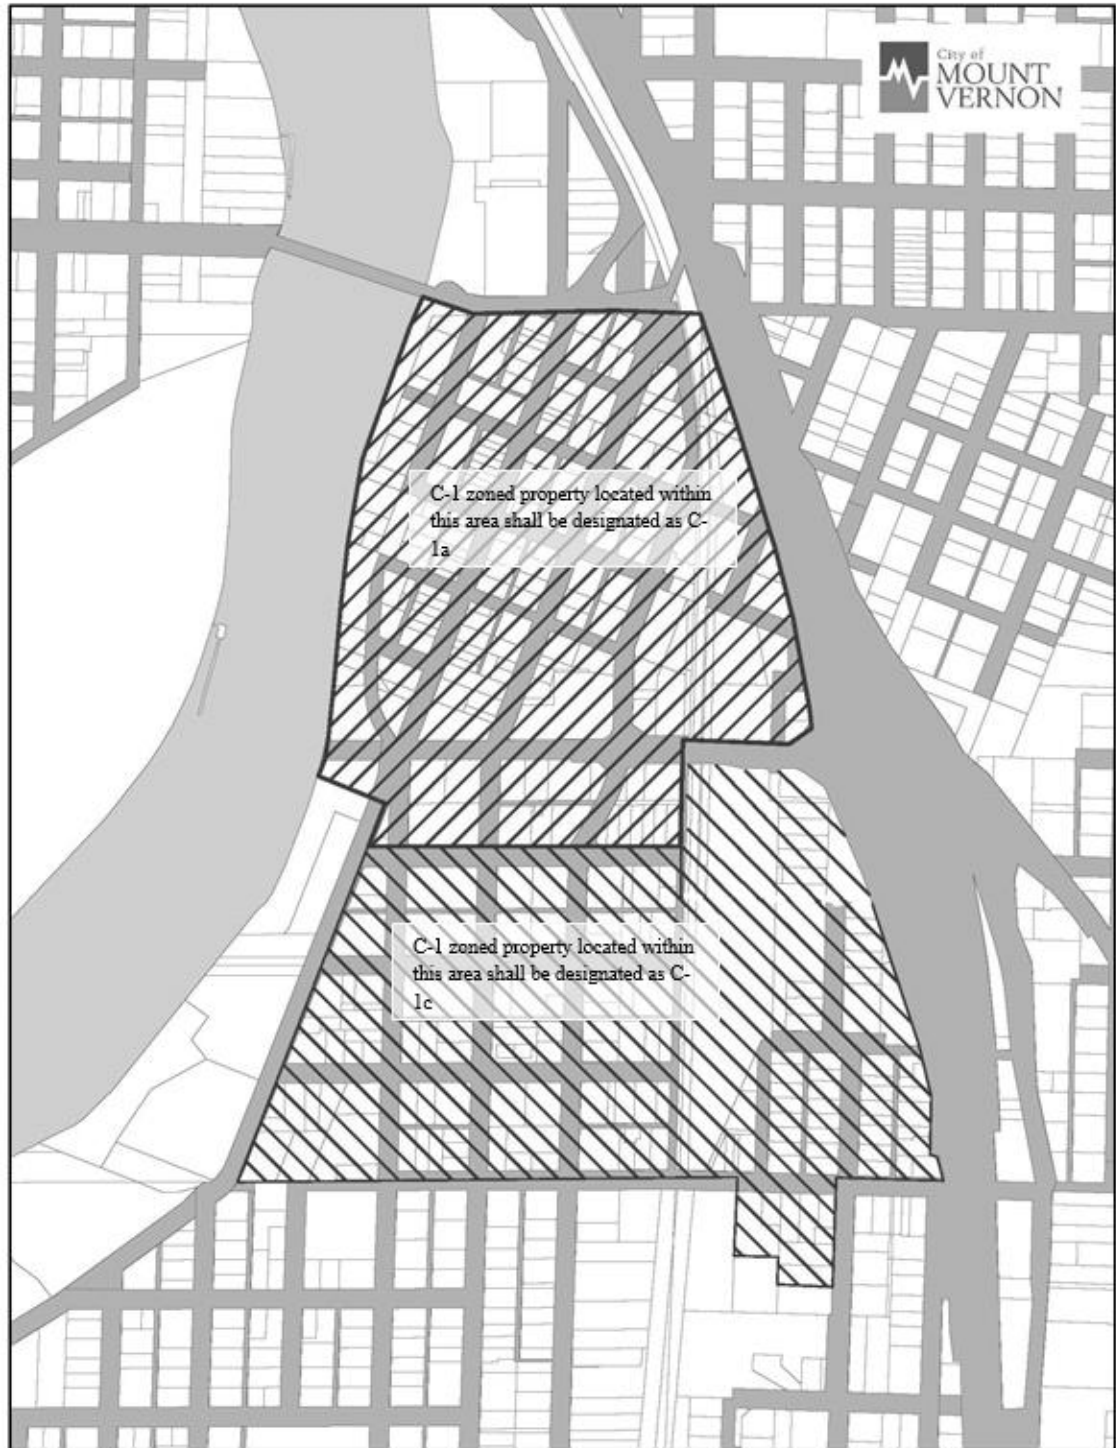 City of
MOUNT
VERNON
C-1 zoned property located within
this area shall be designated as C-
1a
C-1 zoned property located within
this area shall be designated as C-
1c